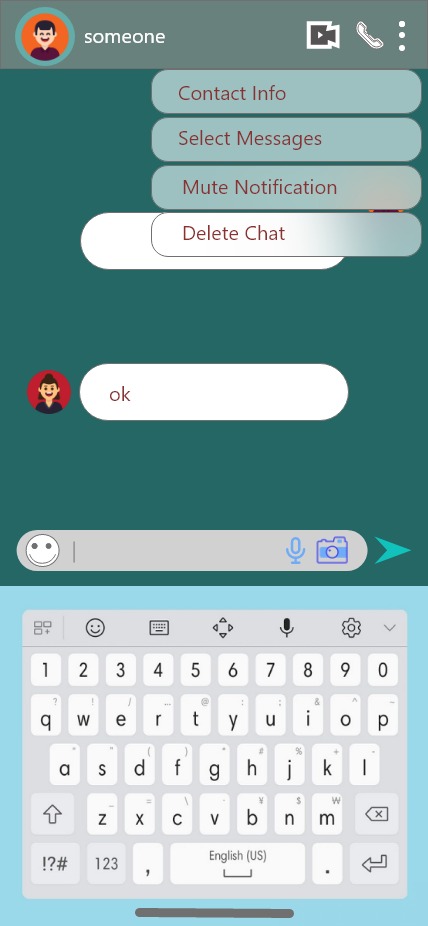 someone
Contact Info
Select Messages
Mute Notification
Delete Chat
ok
1 2 3 4 5 6 7 8 9 0
q w e r t y u i o p
a s d f g h j k l
z x c v b n m
!?# 123 , English (US) .